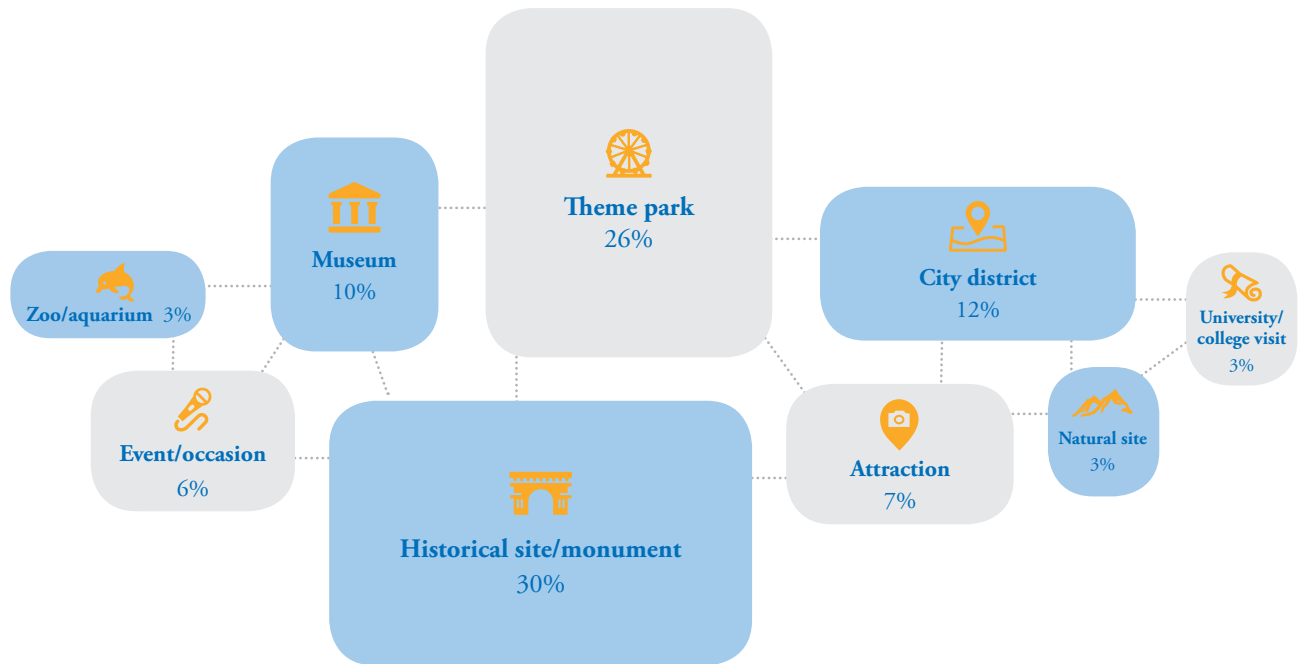 Theme park
26%
Museum
10%
City district
12%
Zoo/aquarium 3%
University/
college visit
3%
Event/occasion
6%
Natural site
3%
Attraction
7%
Historical site/monument
30%